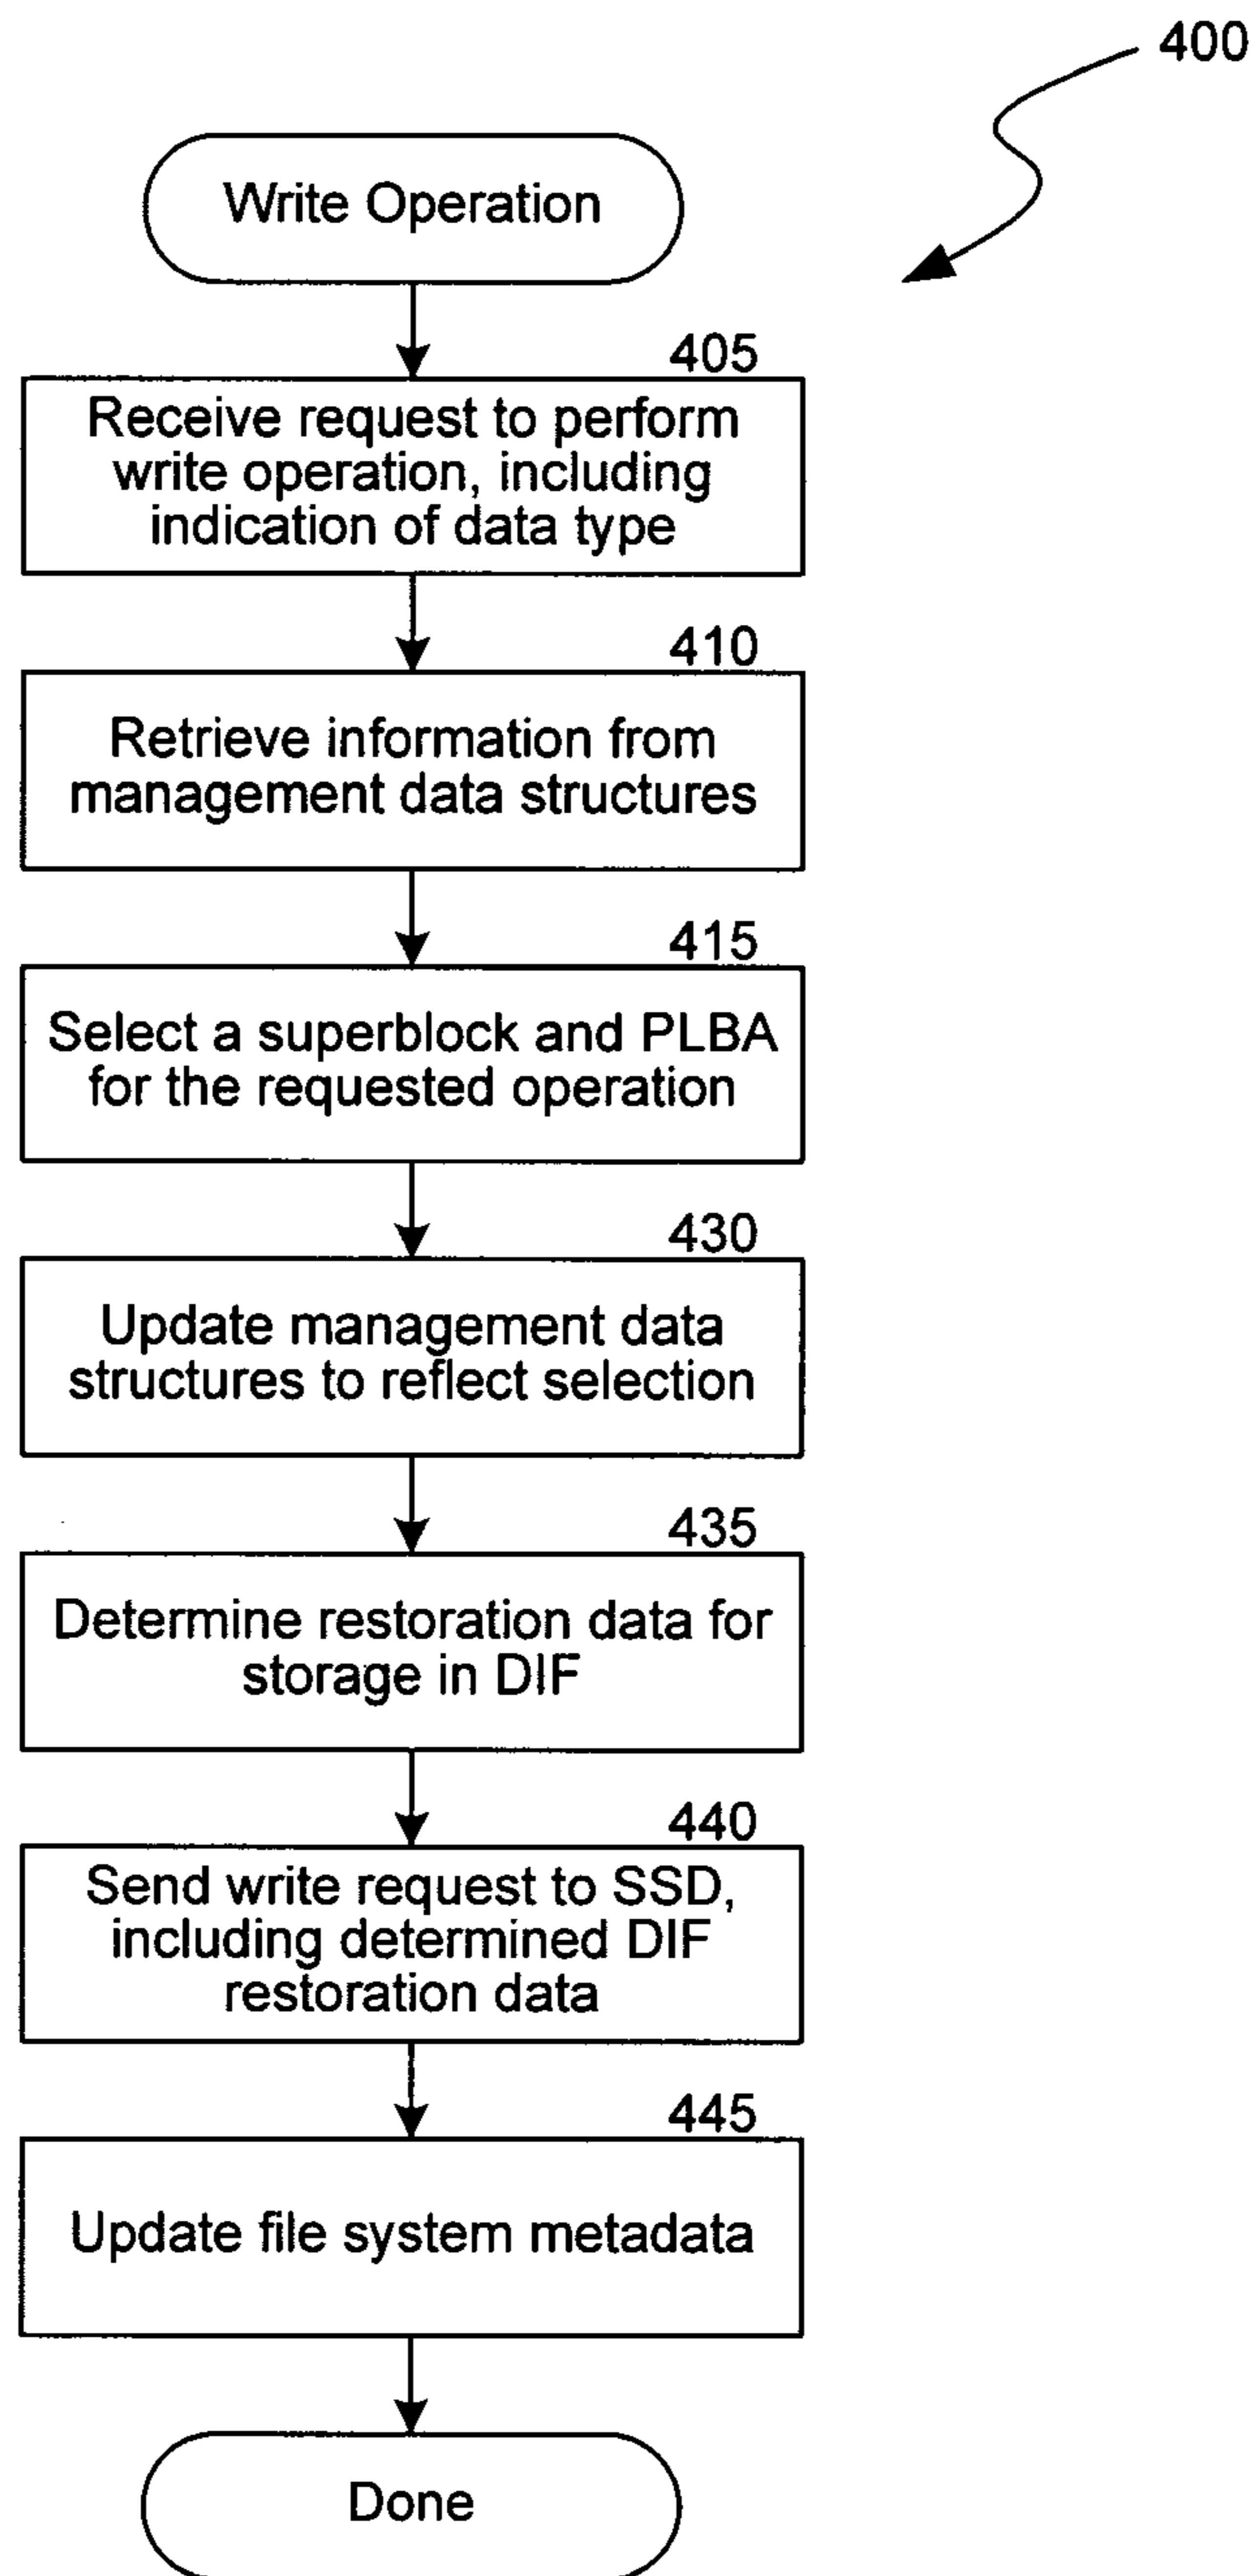 400
Write Operation
405
Receive request to perform
write operation, including
indication of data type
410
Retrieve information from
management data structures
415
Select a superblock and PLBA
for the requested operation
430
Update management data
structures to reflect selection
435
Determine restoration data for
storage in DIF
440
Send write request to SSD,
including determined DIF
restoration data
445
Update file system metadata
Done